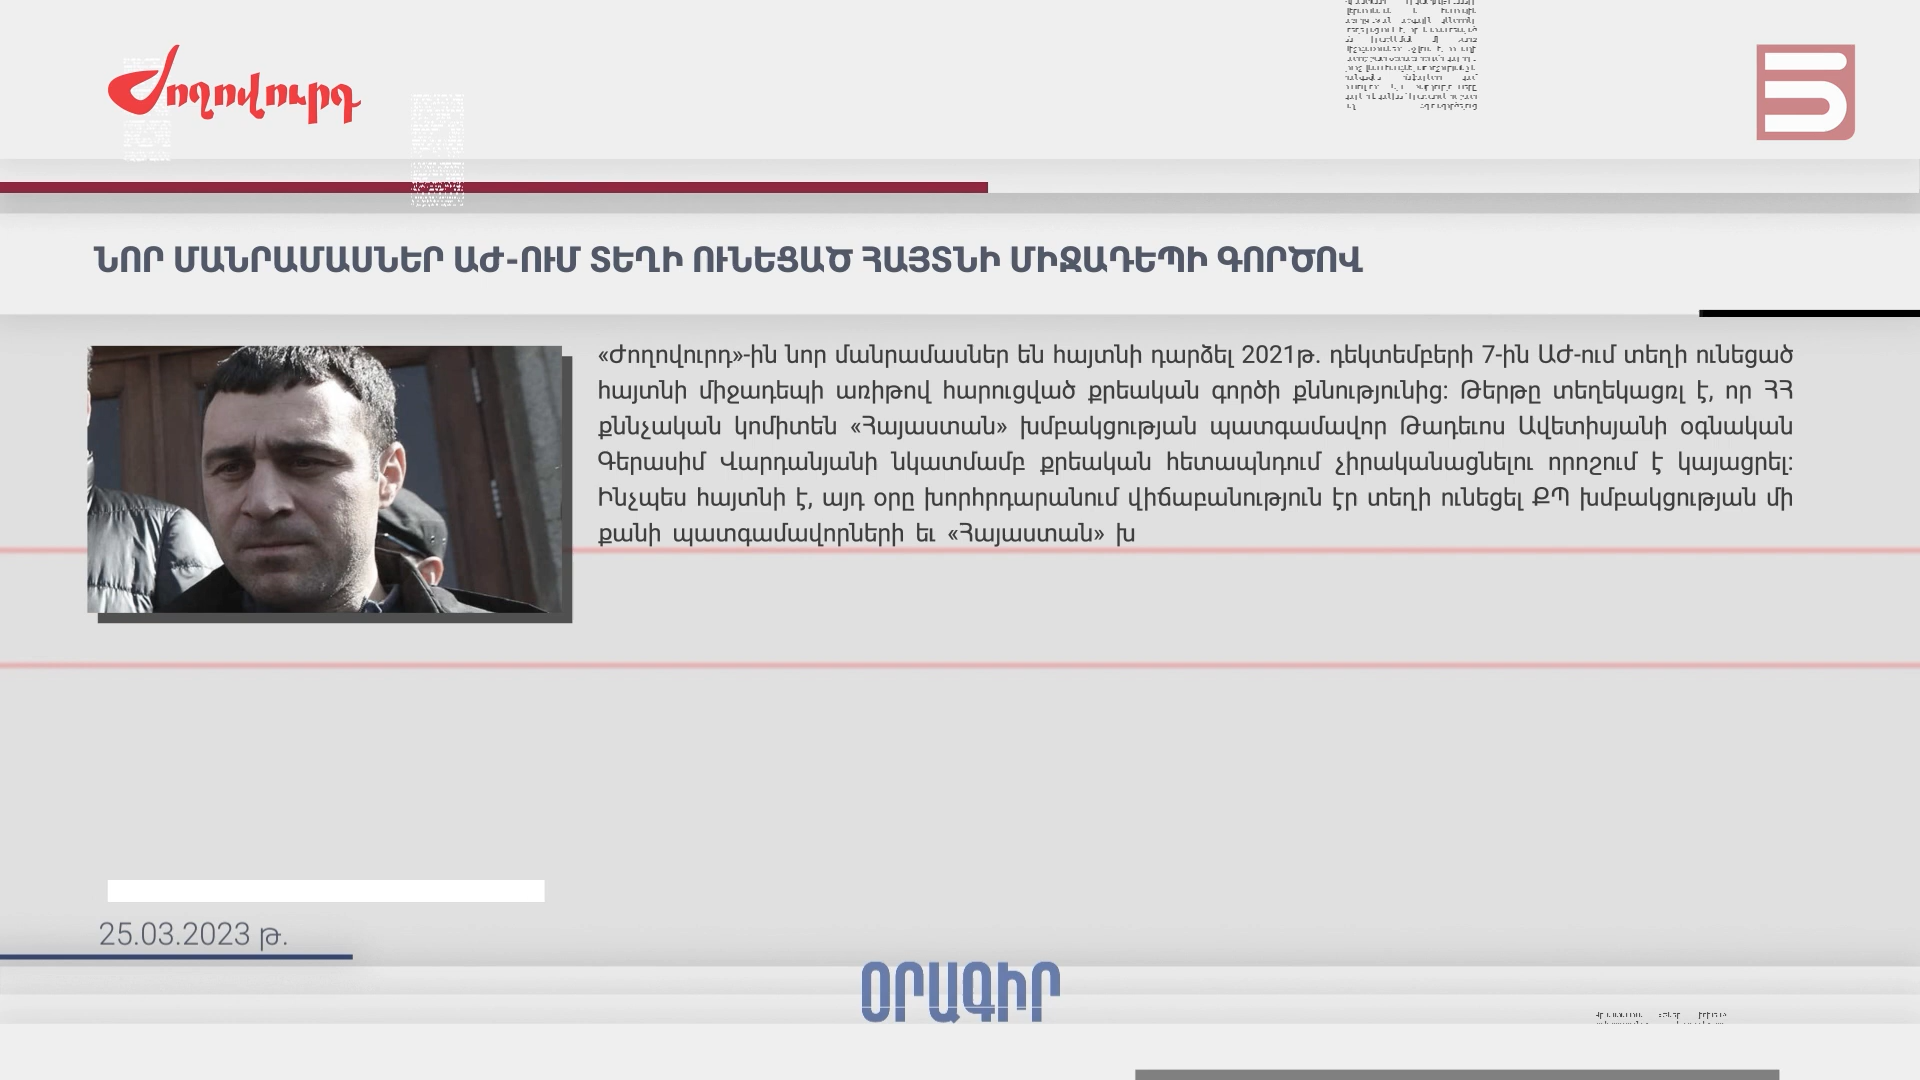 Ժողովուրդ
ՆՈՐ ՄԱՆՐԱՄԱՍՆԵՐ ԱԺ-ՈՒՄ ՏԵՂԻ ՈՒՆԵՑԱԾ ՀԱՅՏՆԻ ՄԻՋԱԴԵՊԻ ԳՈՐԾՈՎ
«Ժողովուրդ»-ին նոր մանրամասներ են հայտնի դարձել 2021թ. դեկտեմբերի 7-ին ԱԺ-ում տեղի ունեցած
հայտնի միջադեպի առիթով հարուցված քրեական գործի քննությունից: Թերթը տեղեկացռլ է, որ ՀՀ
քննչական կոմիտեն «Հայաստան» խմբակցության պատգամավոր Թադեւոս Ավետիսյանի օգնական
Գերասիմ Վարդանյանի նկատմամբ քրեական հետապնդում չիրականացնելու որոշում է կայացրել:
Ինչպես հայտնի է, այդ օրը խորհրդարանում վիճաբանություն էր տեղի ունեցել ՔՊ խմբակցության մի
քանի պատգամավորների եւ «Հայաստան» խ
25.03.2023 թ.
ՕՐԱԳԻՐ